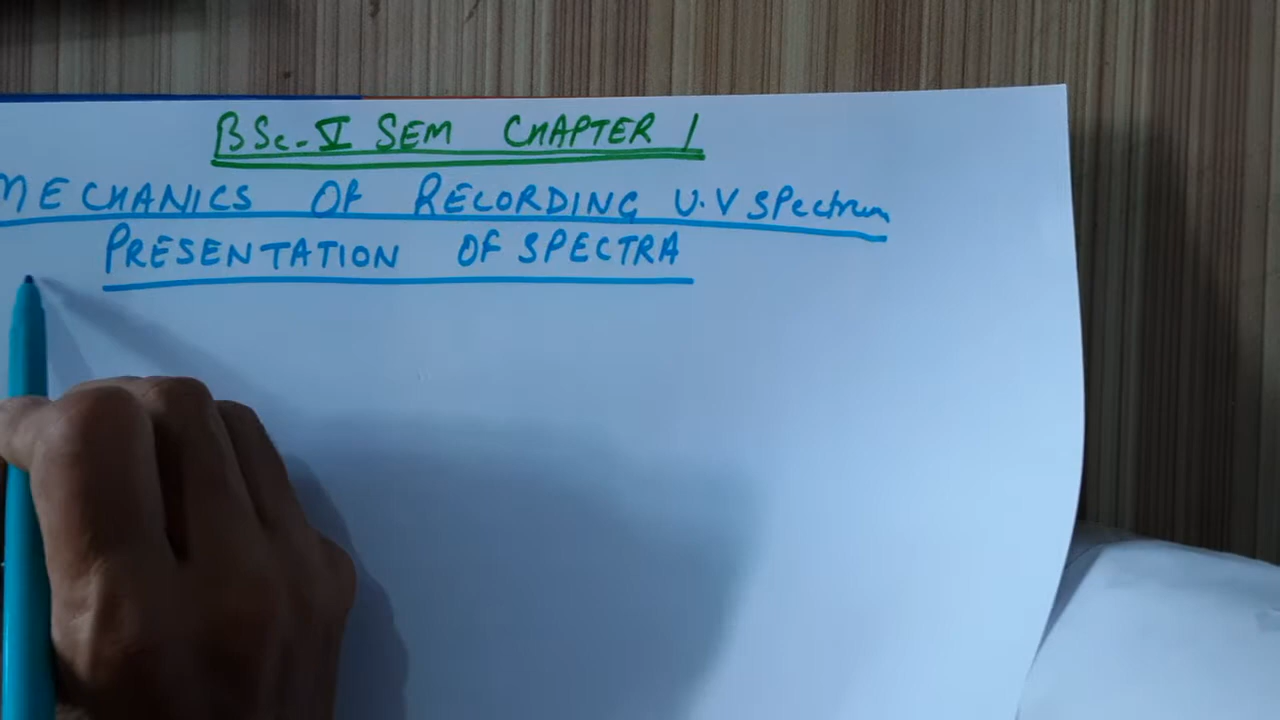 BSc-V SEM CHAPTER 1
MECHANICS Of RECORDING U.V SPectrum
PRESENTATION OF SPECTRA